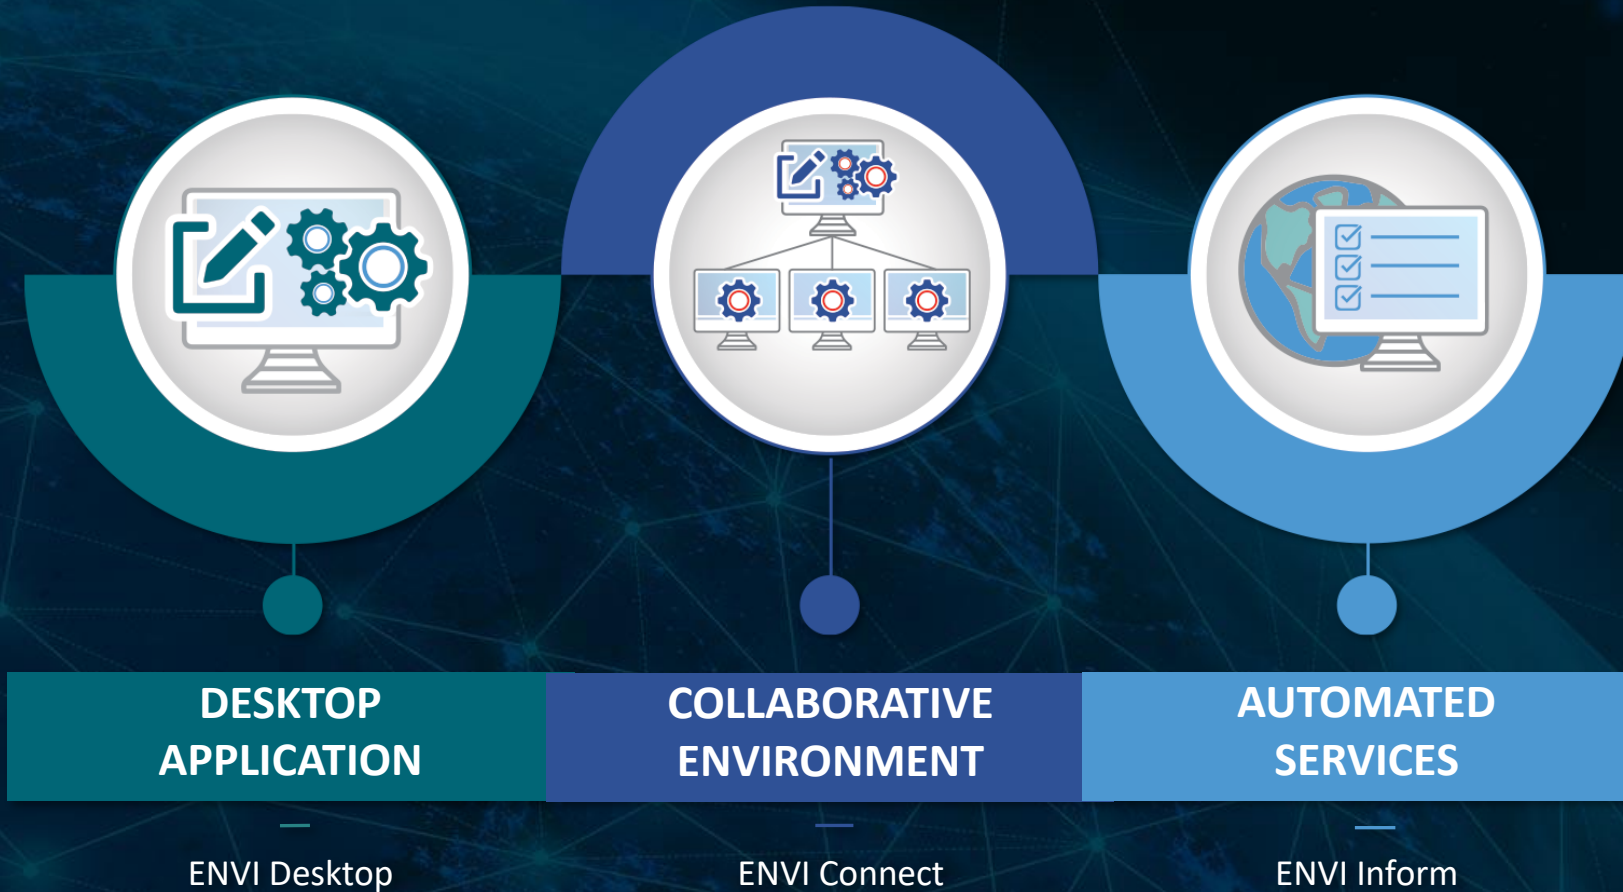 DESKTOP
APPLICATION
COLLABORATIVE
ENVIRONMENT
AUTOMATED
SERVICES
ENVI Desktop
ENVI Connect
ENVI Inform